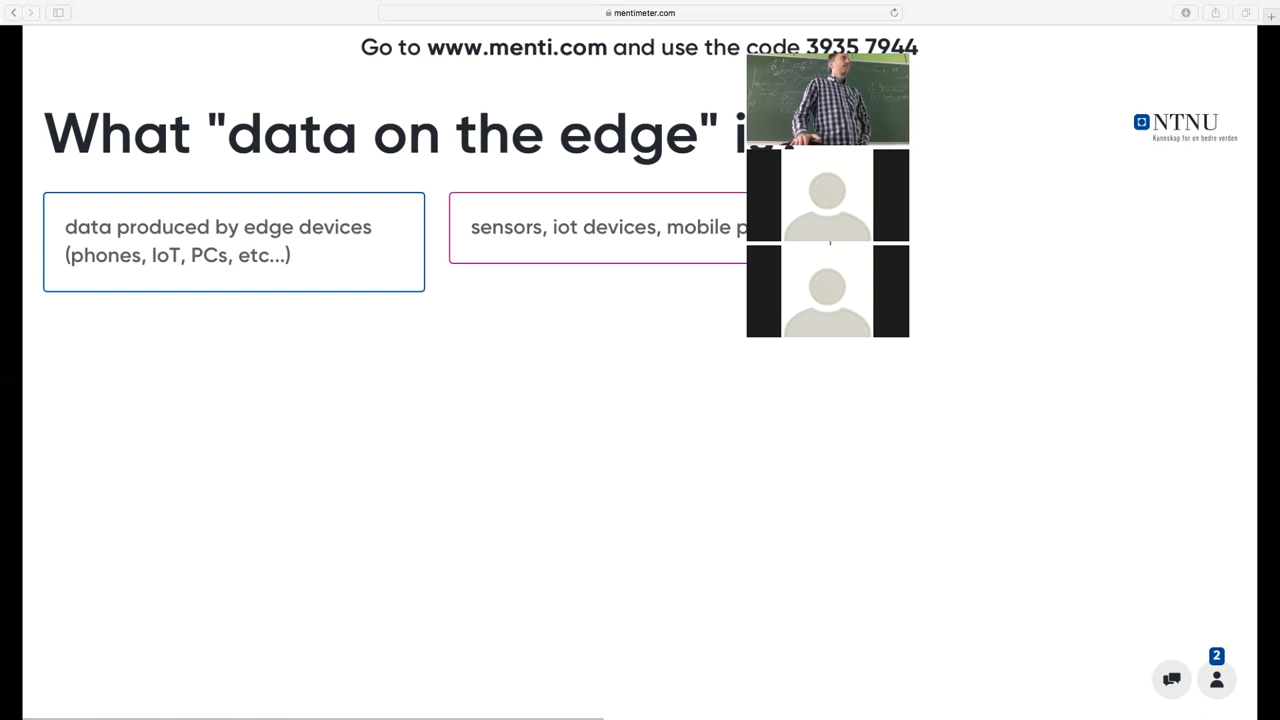 mentimeter.com
Go to www.menti.com and use the code 3935 7944
What "data on the edge"
NTNU
Kunnskap for en bedre verden
data produced by edge devices
(phones, IoT, PCs, etc...)
sensors, iot devices, mobile
2